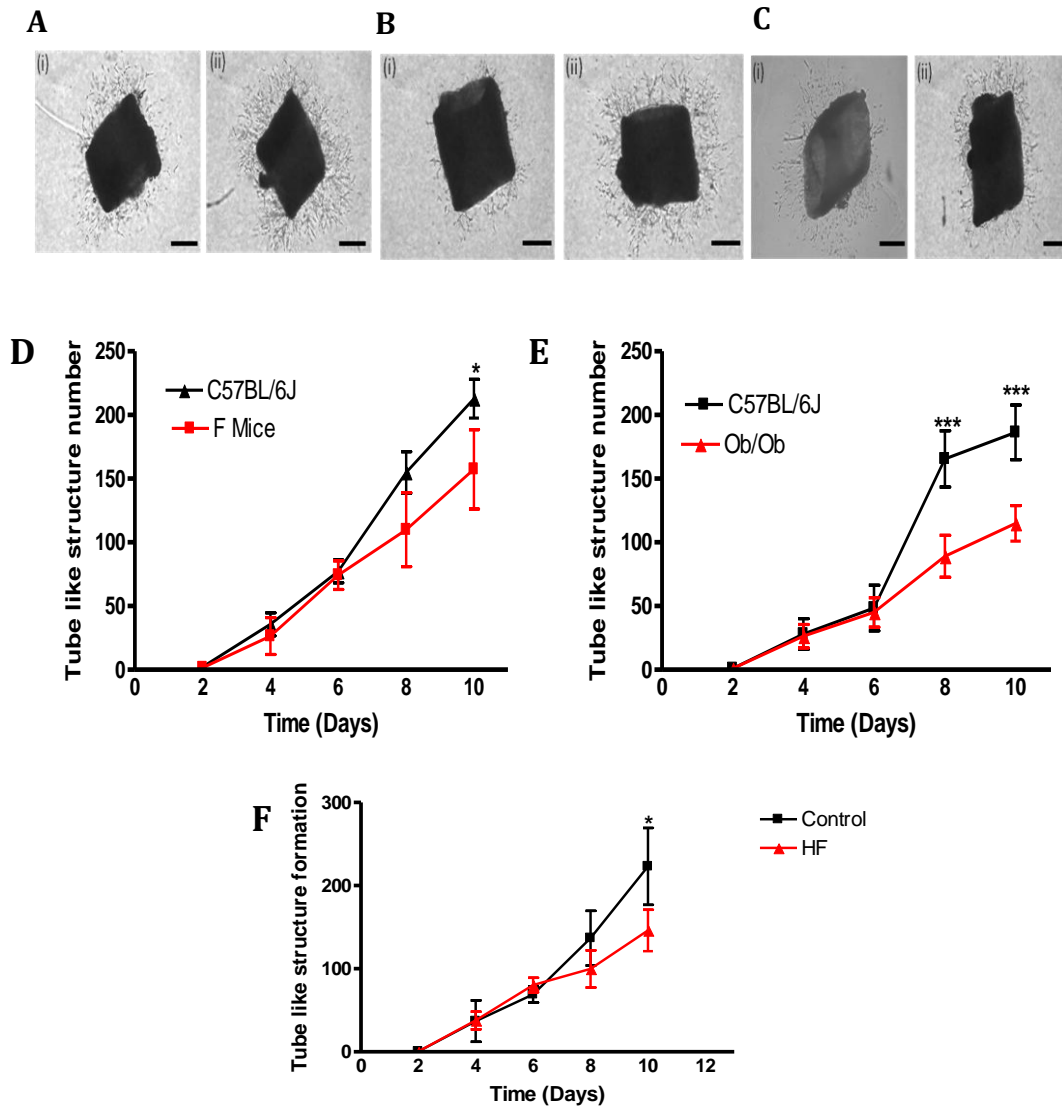 A B C
(i) (ii) (i) (ii) (i) (ii)
D
250
200
150
100
50
0
Tube like structure number
C57BL/6J
F Mice
*
0 2 4 6 8 10
Time (Days)
E
250
200
150
100
50
0
Tube like structure number
C57BL/6J
Ob/Ob
*** ***
0 2 4 6 8 10
Time (Days)
F
300
200
100
0
Tube like structure formation
Control
HF
*
0 2 4 6 8 10 12
Time (Days)